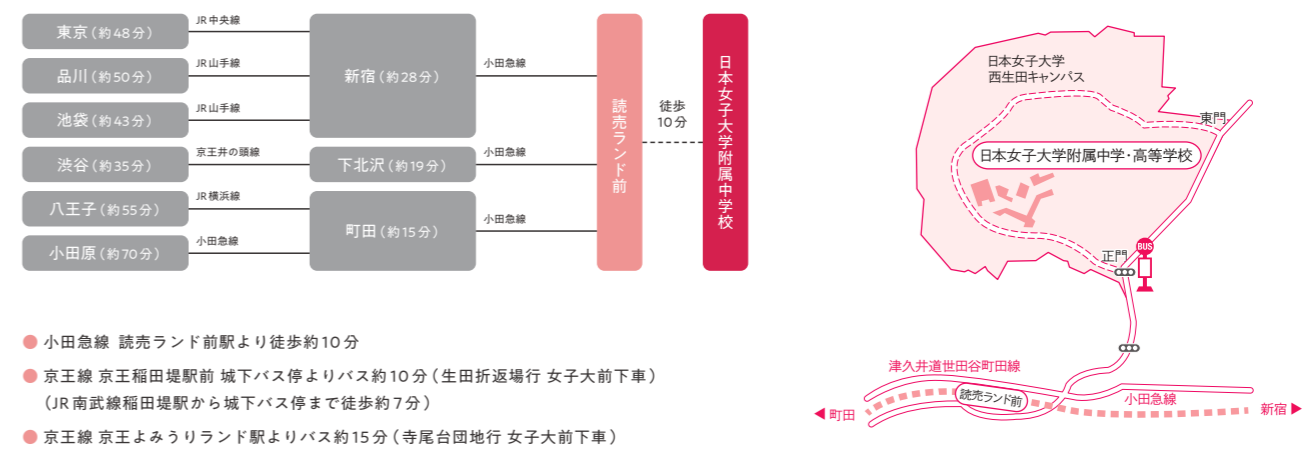 東京（約48分）
JR中央線
品川（約50分）
JR山手線
池袋（約43分）
JR山手線
新宿（約28分）
小田急線
渋谷（約35分）
京王井の頭線
下北沢（約19分）
小田急線
八王子（約55分）
JR横浜線
小田原（約70分）
小田急線
町田（約15分）
小田急線
読売ランド前
徒歩
10分
日本女子大学附属中学校
● 小田急線 読売ランド前駅より徒歩約10分
● 京王線 京王稲田堤駅前 城下バス停よりバス約10分（生田折返場行 女子大前下車）
（JR南武線稲田堤駅から城下バス停まで徒歩約7分）
● 京王線 京王よみうりランド駅よりバス約15分（寺尾台団地行 女子大前下車）
日本女子大学
西生田キャンパス
東門
日本女子大学附属中学・高等学校
正門
BUS
津久井道世田谷町田線
読売ランド前
小田急線
◀町田
新宿▶